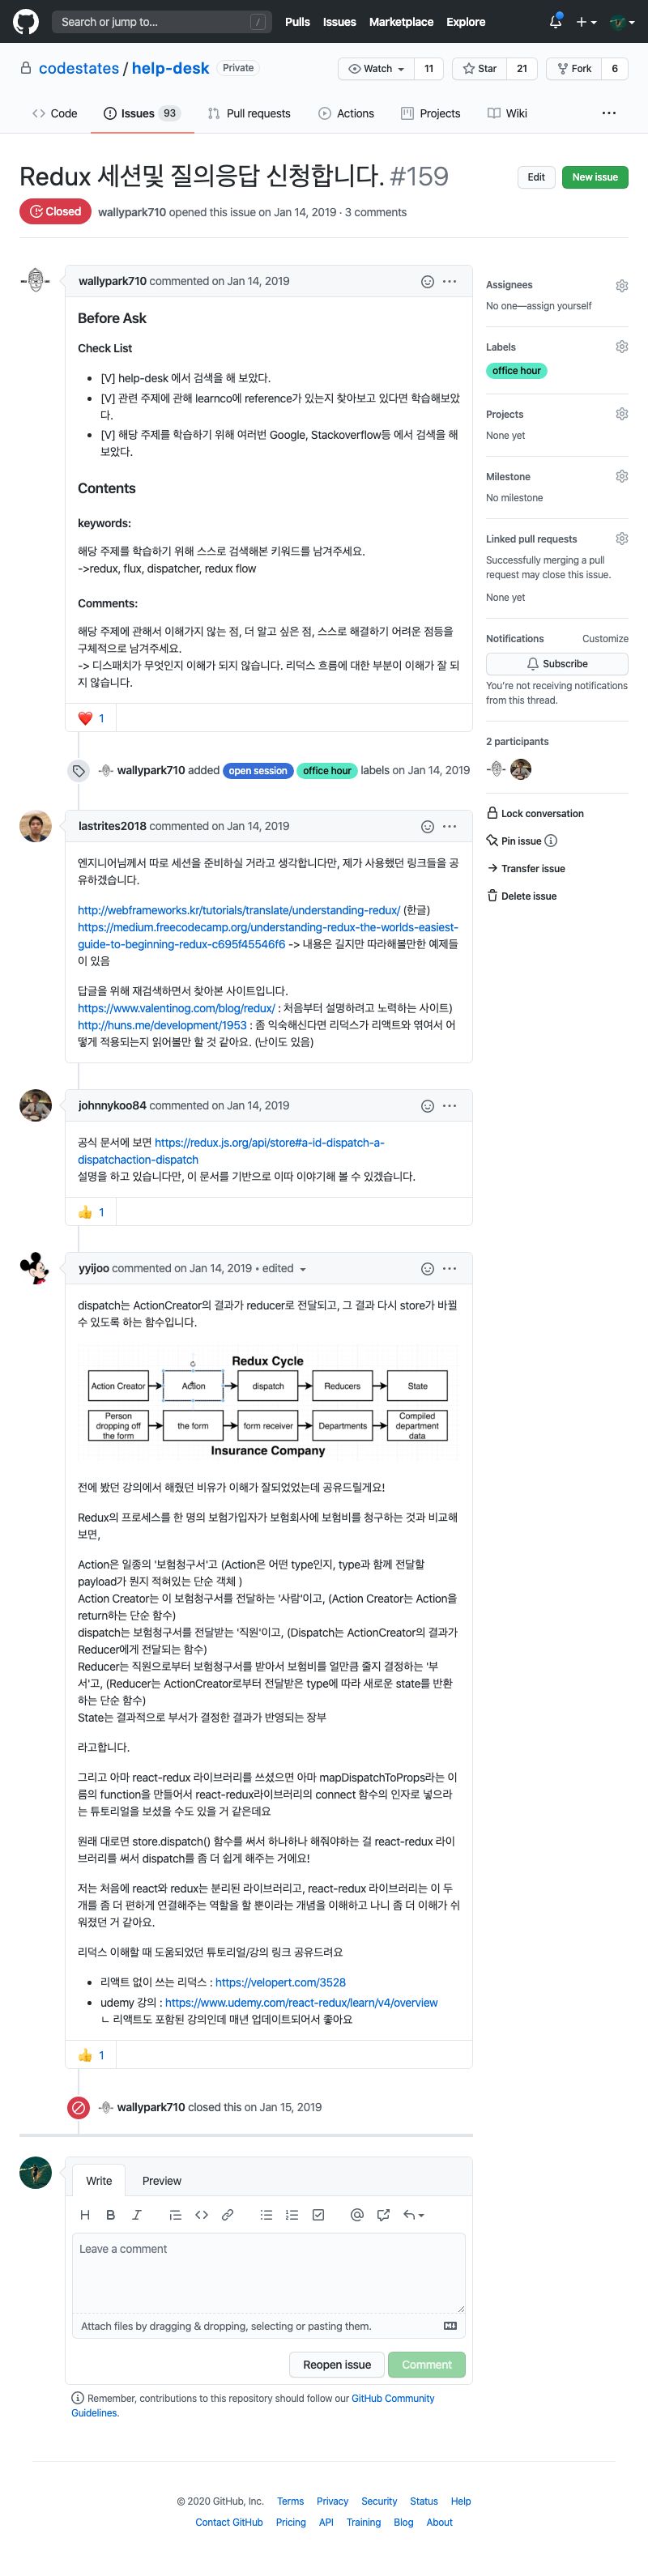 Search or jump to... /
Pulls Issues Marketplace Explore
codestates / help-desk Private
Watch 11 Star 21 Fork 6
Code Issues 93 Pull requests Actions Projects Wiki
Redux 세션및 질의응답 신청합니다. #159
Edit New issue
Closed wallypark710 opened this issue on Jan 14, 2019 · 3 comments
wallypark710 commented on Jan 14, 2019
Before Ask
Check List
[V] help-desk 에서 검색을 해 보았다.
[V] 관련 주제에 관해 learnco에 reference가 있는지 찾아보고 있다면 학습해보았
다.
[V] 해당 주제를 학습하기 위해 여러번 Google, Stackoverflow등 에서 검색을 해
보았다.
Contents
keywords:
해당 주제를 학습하기 위해 스스로 검색해본 키워드를 남겨주세요.
->redux, flux, dispatcher, redux flow
Comments:
해당 주제에 관해서 이해가지 않는 점, 더 알고 싶은 점, 스스로 해결하기 어려운 점등을
구체적으로 남겨주세요.
-> 디스패치가 무엇인지 이해가 되지 않습니다. 리덕스 흐름에 대한 부분이 이해가 잘 되
지 않습니다.
❤️ 1
Assignees
No one—assign yourself
Labels
office hour
Projects
None yet
Milestone
No milestone
Linked pull requests
Successfully merging a pull
request may close this issue.
None yet
Notifications Customize
Subscribe
You're not receiving notifications
from this thread.
2 participants
Lock conversation
Pin issue
Transfer issue
Delete issue
wallypark710 added open session office hour labels on Jan 14, 2019
lastrites2018 commented on Jan 14, 2019
엔지니어님께서 따로 세션을 준비하실 거라고 생각합니다만, 제가 사용했던 링크들을 공
유하겠습니다.
http://webframeworks.kr/tutorials/translate/understanding-redux/ (한글)
https://medium.freecodecamp.org/understanding-redux-the-worlds-easiest-
guide-to-beginning-redux-c695f45546f6 -> 내용은 길지만 따라해볼만한 예제들
이 있음
답글을 위해 재검색하면서 찾아본 사이트입니다.
https://www.valentinog.com/blog/redux/ : 처음부터 설명하려고 노력하는 사이트)
http://huns.me/development/1953 : 좀 익숙해신다면 리덕스가 리액트와 엮여서 어
떻게 적용되는지 읽어볼만 할 것 같아요. (난이도 있음)
johnnykoo84 commented on Jan 14, 2019
공식 문서에 보면 https://redux.js.org/api/store#a-id-dispatch-a-
dispatchaction-dispatch
설명을 하고 있습니다만, 이 문서를 기반으로 이따 이야기해 볼 수 있겠습니다.
👍 1
yyijoo commented on Jan 14, 2019 • edited
dispatch는 ActionCreator의 결과가 reducer로 전달되고, 그 결과 다시 store가 바뀔
수 있도록 하는 함수입니다.
Redux Cycle
Action Creator Action dispatch Reducers State
Person dropping off the form the form form receiver Departments Compiled department data
Insurance Company
전에 봤던 강의에서 해줬던 비유가 이해가 잘되었었는데 공유드릴게요!
Redux의 프로세스를 한 명의 보험가입자가 보험회사에 보험비를 청구하는 것과 비교해
보면,
Action은 일종의 '보험청구서'고 (Action은 어떤 type인지, type과 함께 전달할
payload가 뭔지 적혀있는 단순 객체 )
Action Creator는 이 보험청구서를 전달하는 '사람'이고, (Action Creator는 Action을
return하는 단순 함수)
dispatch는 보험청구서를 전달받는 '직원'이고, (Dispatch는 ActionCreator의 결과가
Reducer에게 전달되는 함수)
Reducer는 직원으로부터 보험청구서를 받아서 보험비를 얼만큼 줄지 결정하는 '부
서'고, (Reducer는 ActionCreator로부터 전달받은 type에 따라 새로운 state를 반환
하는 단순 함수)
State는 결과적으로 부서가 결정한 결과가 반영되는 장부
라고합니다.
그리고 아마 react-redux 라이브러리를 쓰셨으면 아마 mapDispatchToProps라는 이
름의 function을 만들어서 react-redux라이브러리의 connect 함수의 인자로 넣으라
는 튜토리얼을 보셨을 수도 있을 거 같은데요
원래 대로면 store.dispatch() 함수를 써서 하나하나 해줘야하는 걸 react-redux 라이
브러리를 써서 dispatch를 좀 더 쉽게 해주는 거에요!
저는 처음에 react와 redux는 분리된 라이브러리고, react-redux 라이브러리는 이 두
개를 좀 더 편하게 연결해주는 역할을 할 뿐이라는 개념을 이해하고 나니 좀 더 이해가 쉬
워졌던 거 같아요.
리덕스 이해할 때 도움되었던 튜토리얼/강의 링크 공유드려요
리액트 없이 쓰는 리덕스 : https://velopert.com/3528
udemy 강의 : https://www.udemy.com/react-redux/learn/v4/overview
ㄴ 리액트도 포함된 강의인데 매년 업데이트되어서 좋아요
👍 1
wallypark710 closed this on Jan 15, 2019
Write Preview
H B I
Leave a comment
Attach files by dragging & dropping, selecting or pasting them.
Reopen issue Comment
Remember, contributions to this repository should follow our GitHub Community
Guidelines.
© 2020 GitHub, Inc. Terms Privacy Security Status Help
Contact GitHub Pricing API Training Blog About